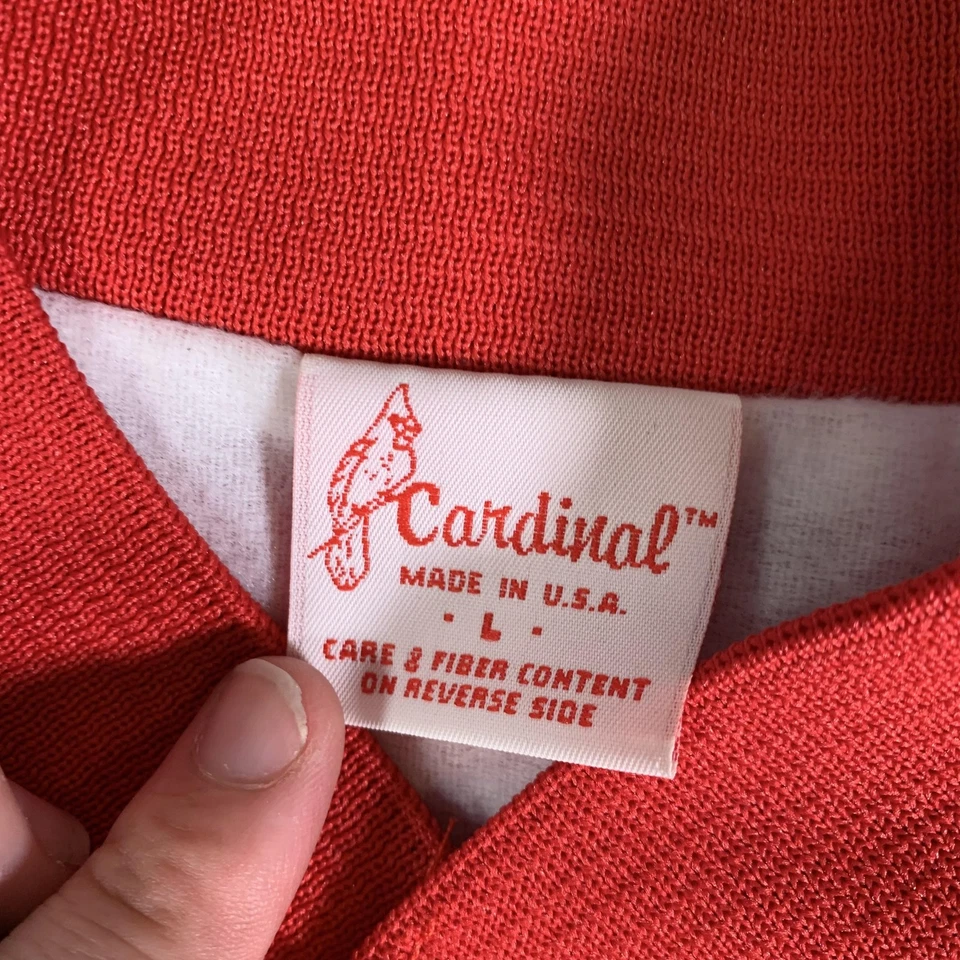 Cardinal™
MADE IN U.S.A.
· L ·
CARE & FIBER CONTENT
ON REVERSE SIDE